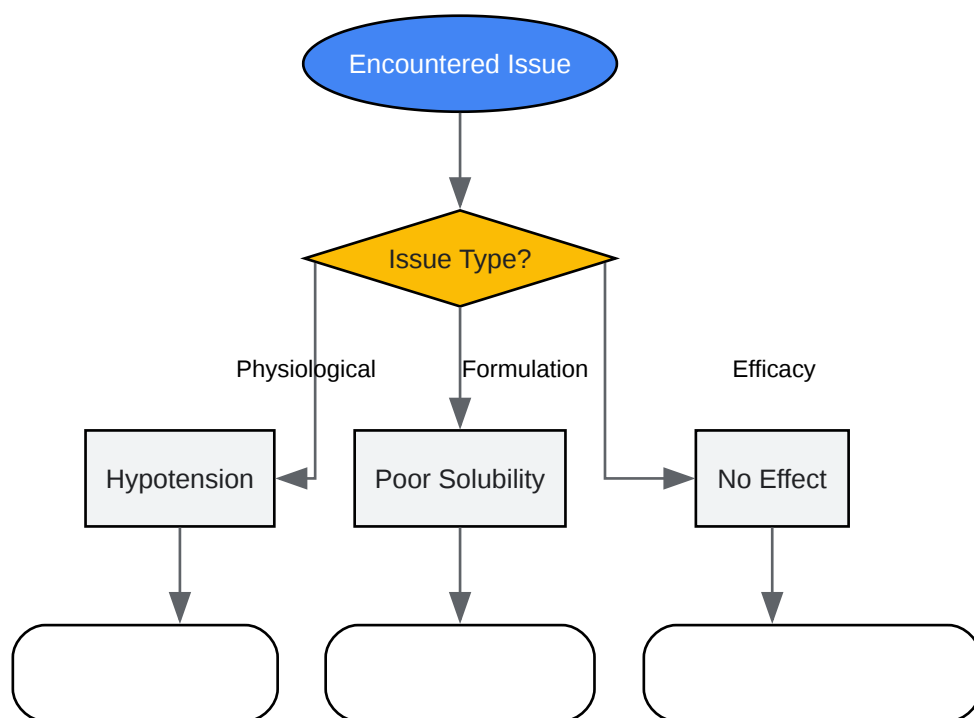 Encountered Issue
Issue Type?
Physiological
Formulation
Efficacy
Hypotension
Poor Solubility
No Effect